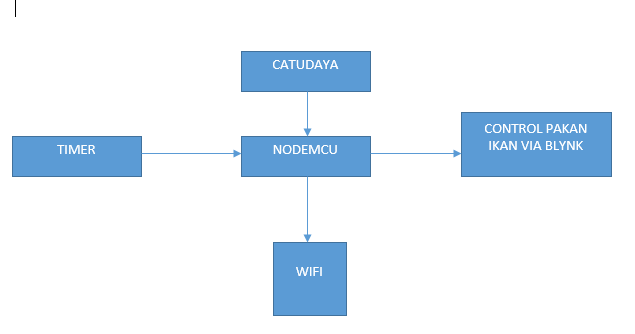 CATUDAYA
TIMER
NODEMCU
CONTROL PAKAN
IKAN VIA BLYNK
WIFI